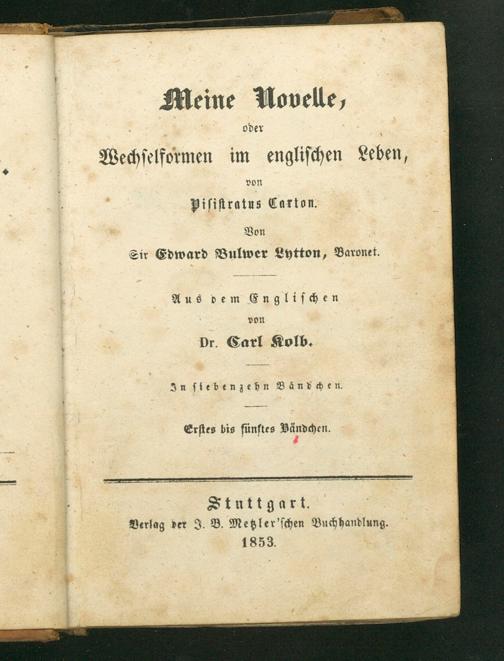 Meine Novelle,
oder
Wechselformen im englischen Leben,
von
Pisistratus Carton.
Von
Sir Edward Bulwer Lytton, Baronet.
Aus dem Englischen
von
Dr. Carl Kolb.
In siebenzehn Bändchen.
Erstes bis fünftes Bändchen.
Stuttgart.
Verlag der J. B. Metzler'schen Buchhandlung.
1853.